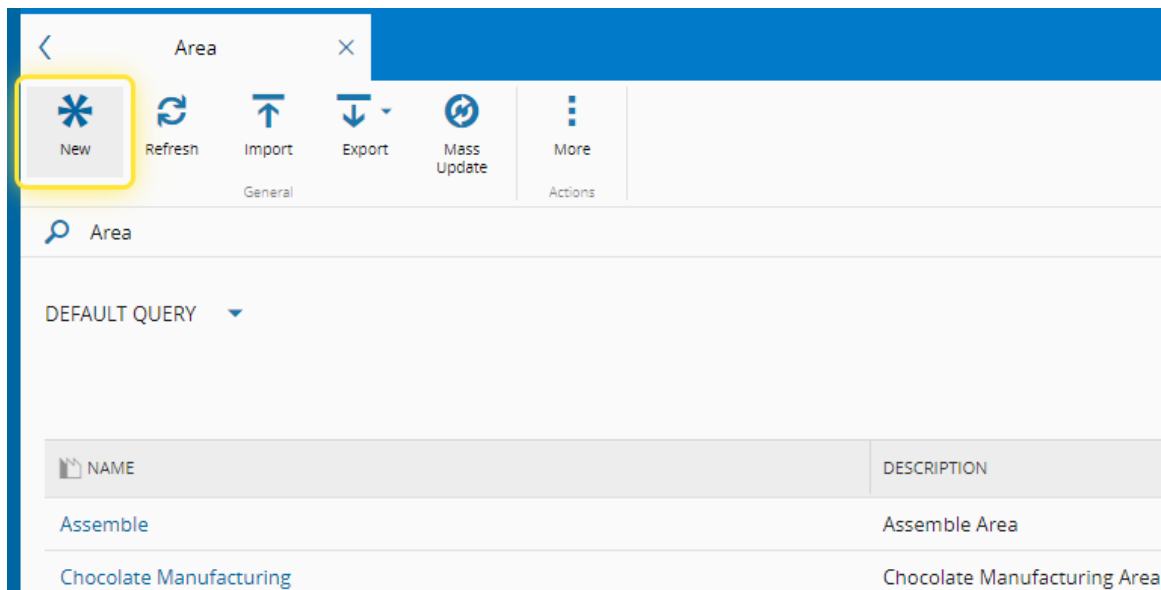 Area
New Refresh Import Export Mass Update More
General Actions
Area
DEFAULT QUERY
NAME DESCRIPTION
Assemble Assemble Area
Chocolate Manufacturing Chocolate Manufacturing Area